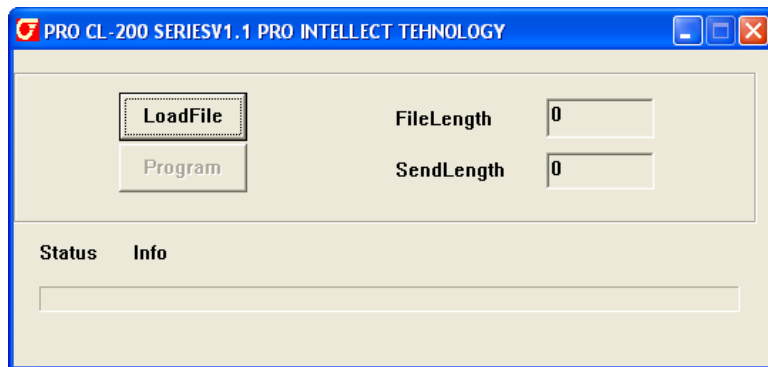 PRO CL-200 SERIESV1.1 PRO INTELLECT TEHNOLOGY
LoadFile
FileLength 0
Program
SendLength 0
Status Info